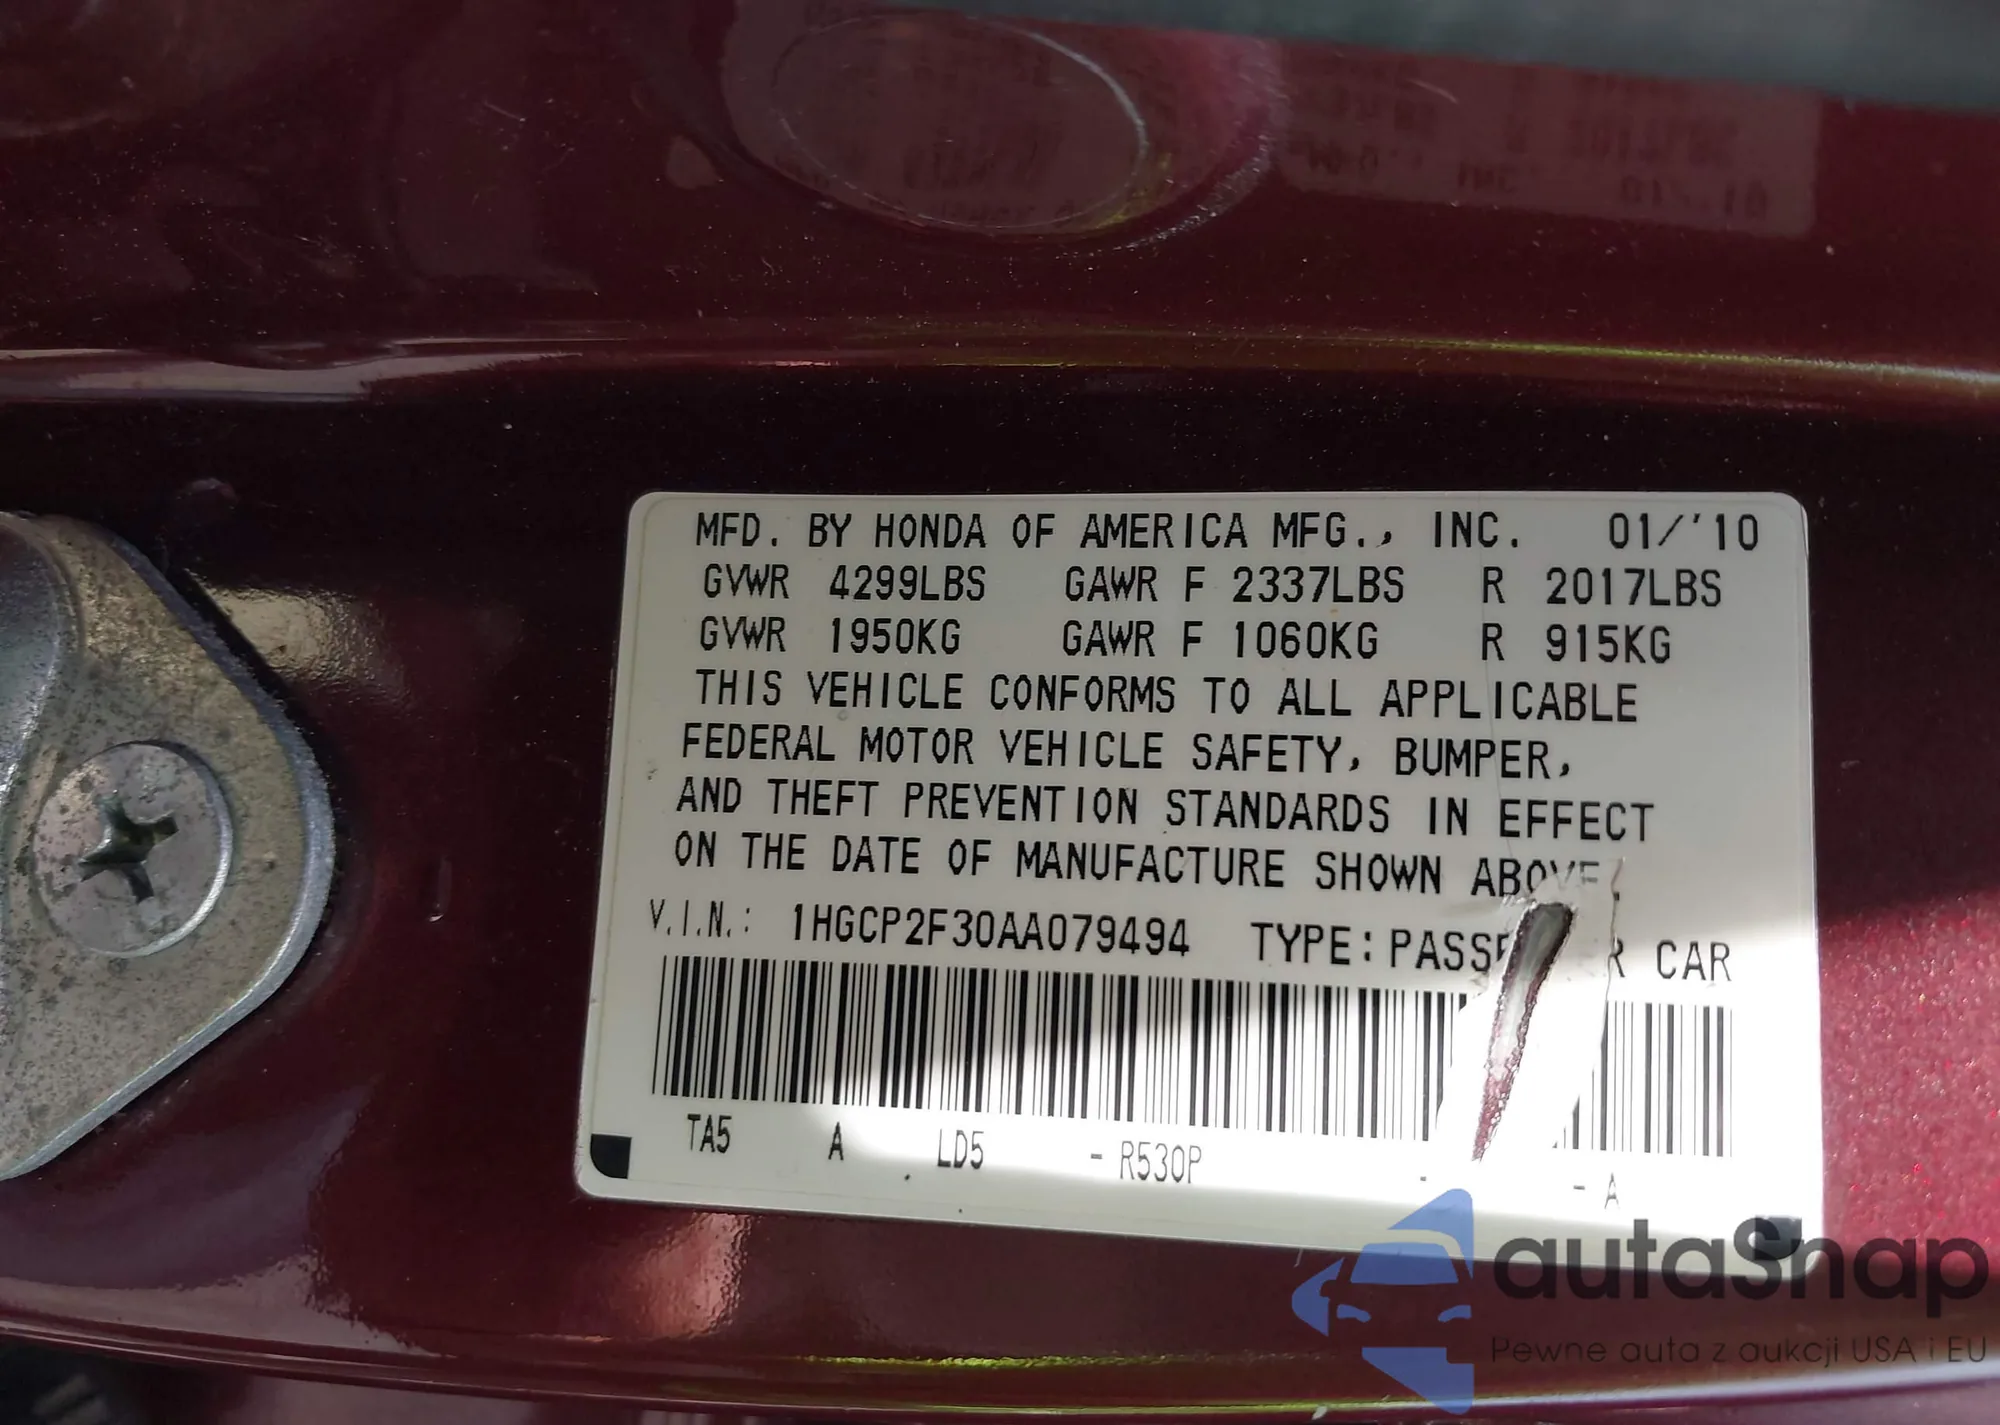 MFD. BY HONDA OF AMERICA MFG., INC. 01/'10
GVWR 4299LBS GAWR F 2337LBS R 2017LBS
GVWR 1950KG GAWR F 1060KG R 915KG
THIS VEHICLE CONFORMS TO ALL APPLICABLE
FEDERAL MOTOR VEHICLE SAFETY, BUMPER,
AND THEFT PREVENTION STANDARDS IN EFFECT
ON THE DATE OF MANUFACTURE SHOWN ABOVE.
V.I.N.: 1HGCP2F30AA079494 TYPE: CAR
TA5 A LD5 - R530P - - A
autaSnap
Pewne auta z aukcji USA i EU